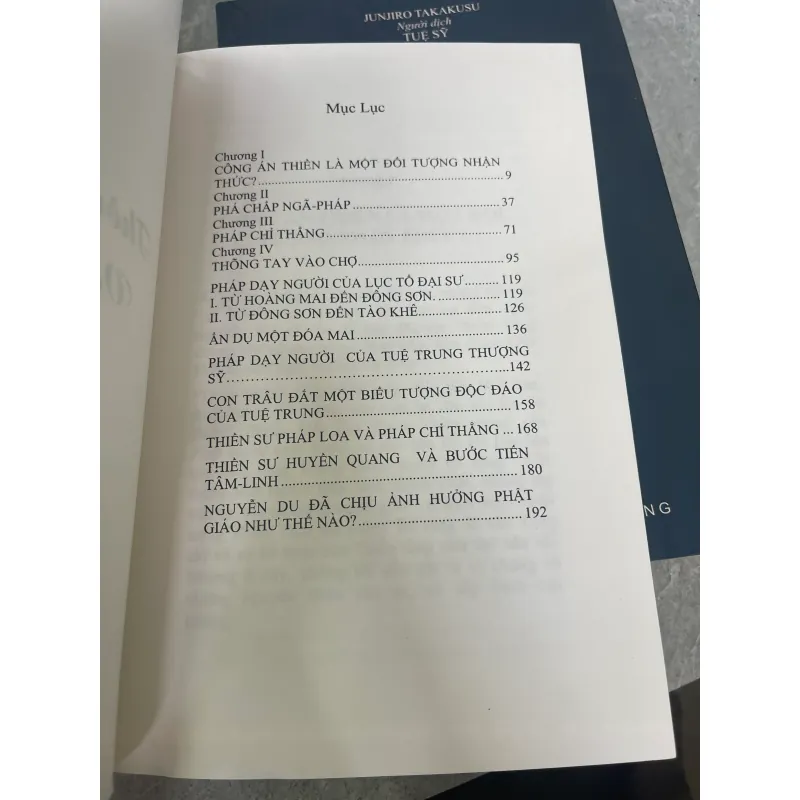 JUNJIRO TAKAKUSU
Người dịch
TUỆ SỸ
Mục Lục
Chương I
CÔNG ÁN THIỀN LÀ MỘT ĐỐI TƯỢNG NHẬN
THỨC?..................................................................9
Chương II
PHÁ CHẤP NGÃ-PHÁP........................................37
Chương III
PHÁP CHỈ THẲNG...............................................71
Chương IV
THÕNG TAY VÀO CHỢ.......................................95
PHÁP DẠY NGƯỜI CỦA LỤC TỔ ĐẠI SƯ..........119
I. TỪ HOÀNG MAI ĐẾN ĐÔNG SƠN. ................119
II. TỪ ĐÔNG SƠN ĐẾN TÀO KHÊ......................126
ẨN DỤ MỘT ĐÓA MAI........................................136
PHÁP DẠY NGƯỜI CỦA TUỆ TRUNG THƯỢNG
SỸ……………………………………………...142
CON TRÂU ĐẤT MỘT BIỂU TƯỢNG ĐỘC ĐÁO
CỦA TUỆ TRUNG...............................................158
THIỀN SƯ PHÁP LOA VÀ PHÁP CHỈ THẲNG ...168
THIỀN SƯ HUYỀN QUANG VÀ BƯỚC TIẾN
TÂM-LINH..........................................................180
NGUYỄN DU ĐÃ CHỊU ẢNH HƯỞNG PHẬT
GIÁO NHƯ THẾ NÀO?.......................................192